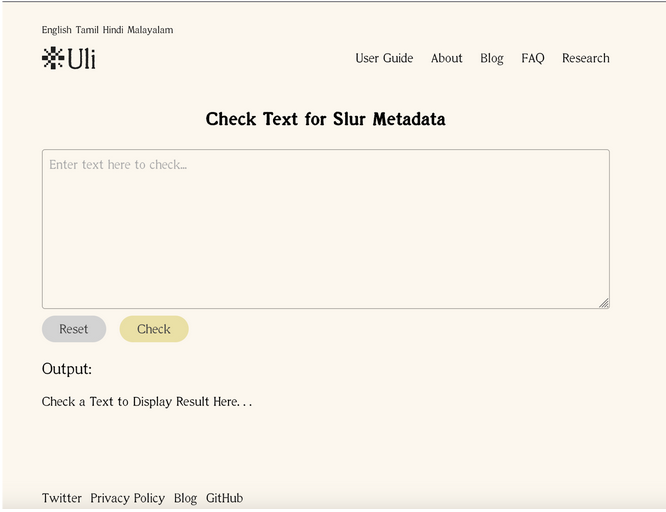 English Tamil Hindi Malayalam
Uli
User Guide About Blog FAQ Research
Check Text for Slur Metadata
Enter text here to check...
Reset Check
Output:
Check a Text to Display Result Here. . .
Twitter Privacy Policy Blog GitHub